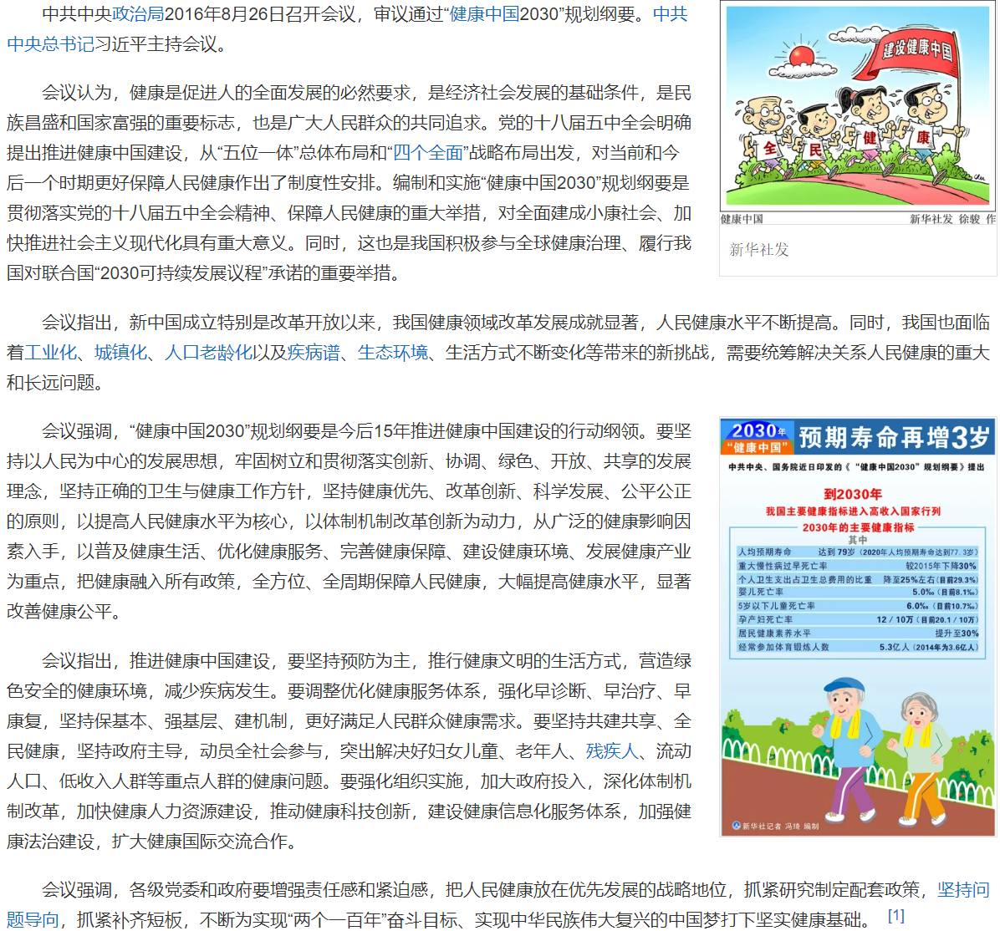 中共中央政治局2016年8月26日召开会议，审议通过“健康中国2030”规划纲要。中共
中央总书记习近平主持会议。
会议认为，健康是促进人的全面发展的必然要求，是经济社会发展的基础条件，是民
族昌盛和国家富强的重要标志，也是广大人民群众的共同追求。党的十八届五中全会明确
提出推进健康中国建设，从“五位一体”总体布局和“四个全面”战略布局出发，对当前和今
后一个时期更好保障人民健康作出了制度性安排。编制和实施“健康中国2030”规划纲要是
贯彻落实党的十八届五中全会精神、保障人民健康的重大举措，对全面建成小康社会、加
快推进社会主义现代化具有重大意义。同时，这也是我国积极参与全球健康治理、履行我
国对联合国“2030可持续发展议程”承诺的重要举措。
建设健康中国
全
民
健
康
健康中国 新华社发 徐骏 作
新华社发
会议指出，新中国成立特别是改革开放以来，我国健康领域改革发展成就显著，人民健康水平不断提高。同时，我国也面临
着工业化、城镇化、人口老龄化以及疾病谱、生态环境、生活方式不断变化等带来的新挑战，需要统筹解决关系人民健康的重大
和长远问题。
会议强调，“健康中国2030”规划纲要是今后15年推进健康中国建设的行动纲领。要坚
持以人民为中心的发展思想，牢固树立和贯彻落实创新、协调、绿色、开放、共享的发展
理念，坚持正确的卫生与健康工作方针，坚持健康优先、改革创新、科学发展、公平公正
的原则，以提高人民健康水平为核心，以体制机制改革创新为动力，从广泛的健康影响因
素入手，以普及健康生活、优化健康服务、完善健康保障、建设健康环境、发展健康产业
为重点，把健康融入所有政策，全方位、全周期保障人民健康，大幅提高健康水平，显著
改善健康公平。
2030年
“健康中国”
预期寿命再增3岁
中共中央、国务院近日印发的《“健康中国2030”规划纲要》提出
到2030年
我国主要健康指标进入高收入国家行列
2030年的主要健康指标
其中
人均预期寿命 达到79岁（2020年人均预期寿命达到77.3岁）
重大慢性病过早死亡率 较2015年下降30%
个人卫生支出占卫生总费用的比重 降至25%左右（目前29.3%）
婴儿死亡率 5.0‰（目前8.1‰）
5岁以下儿童死亡率 6.0‰（目前10.7‰）
孕产妇死亡率 12 / 10万（目前20.1 / 10万）
居民健康素养水平 提升至30%
经常参加体育锻炼人数 5.3亿人（2014年为3.6亿人）
新华社记者 冯琦 编制
会议指出，推进健康中国建设，要坚持预防为主，推行健康文明的生活方式，营造绿
色安全的健康环境，减少疾病发生。要调整优化健康服务体系，强化早诊断、早治疗、早
康复，坚持保基本、强基层、建机制，更好满足人民群众健康需求。要坚持共建共享、全
民健康，坚持政府主导，动员全社会参与，突出解决好妇女儿童、老年人、残疾人、流动
人口、低收入人群等重点人群的健康问题。要强化组织实施，加大政府投入，深化体制机
制改革，加快健康人力资源建设，推动健康科技创新，建设健康信息化服务体系，加强健
康法治建设，扩大健康国际交流合作。
会议强调，各级党委和政府要增强责任感和紧迫感，把人民健康放在优先发展的战略地位，抓紧研究制定配套政策，坚持问
题导向，抓紧补齐短板，不断为实现“两个一百年”奋斗目标、实现中华民族伟大复兴的中国梦打下坚实健康基础。 [1]